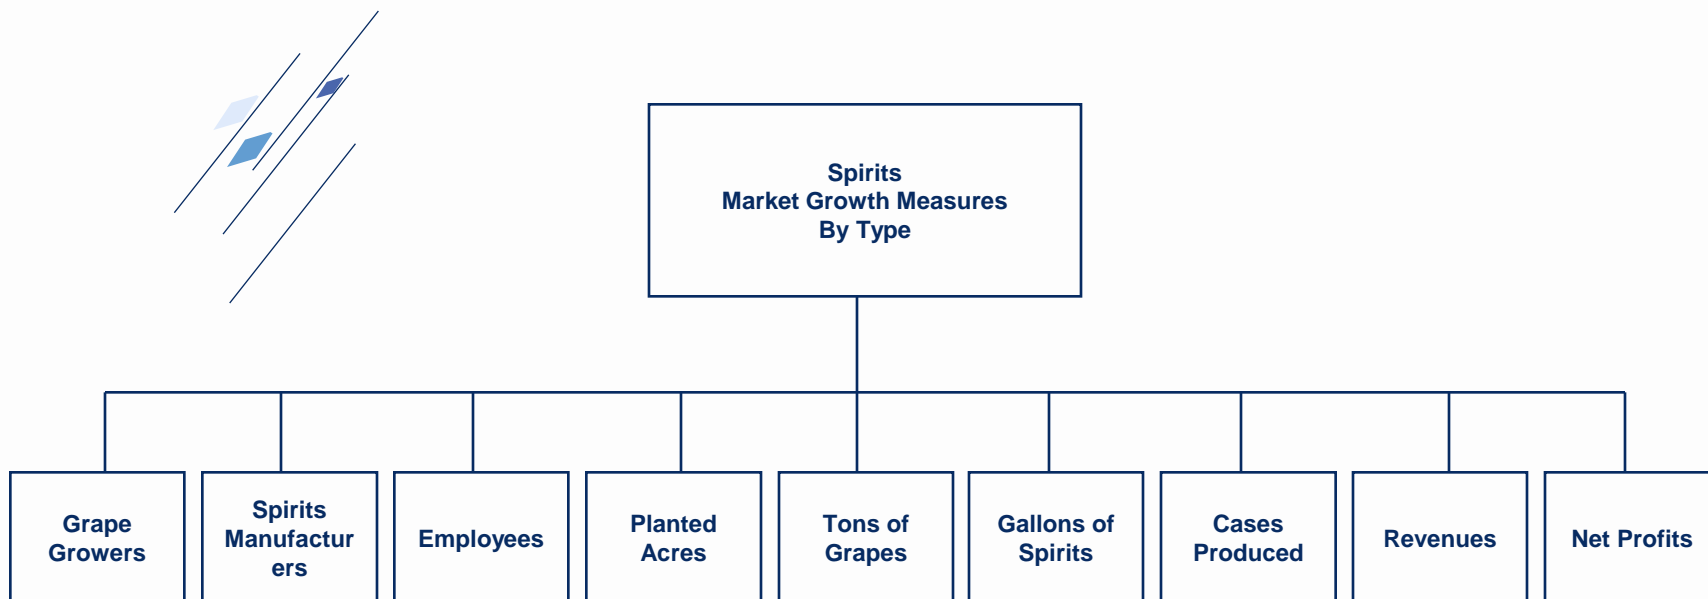 Spirits
Market Growth Measures
By Type
Grape
Growers
Spirits
Manufactur
ers
Employees
Planted
Acres
Tons of
Grapes
Gallons of
Spirits
Cases
Produced
Revenues
Net Profits